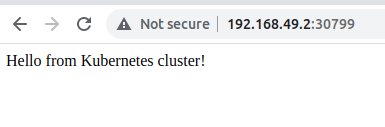 Not secure | 192.168.49.2:30799
Hello from Kubernetes cluster!